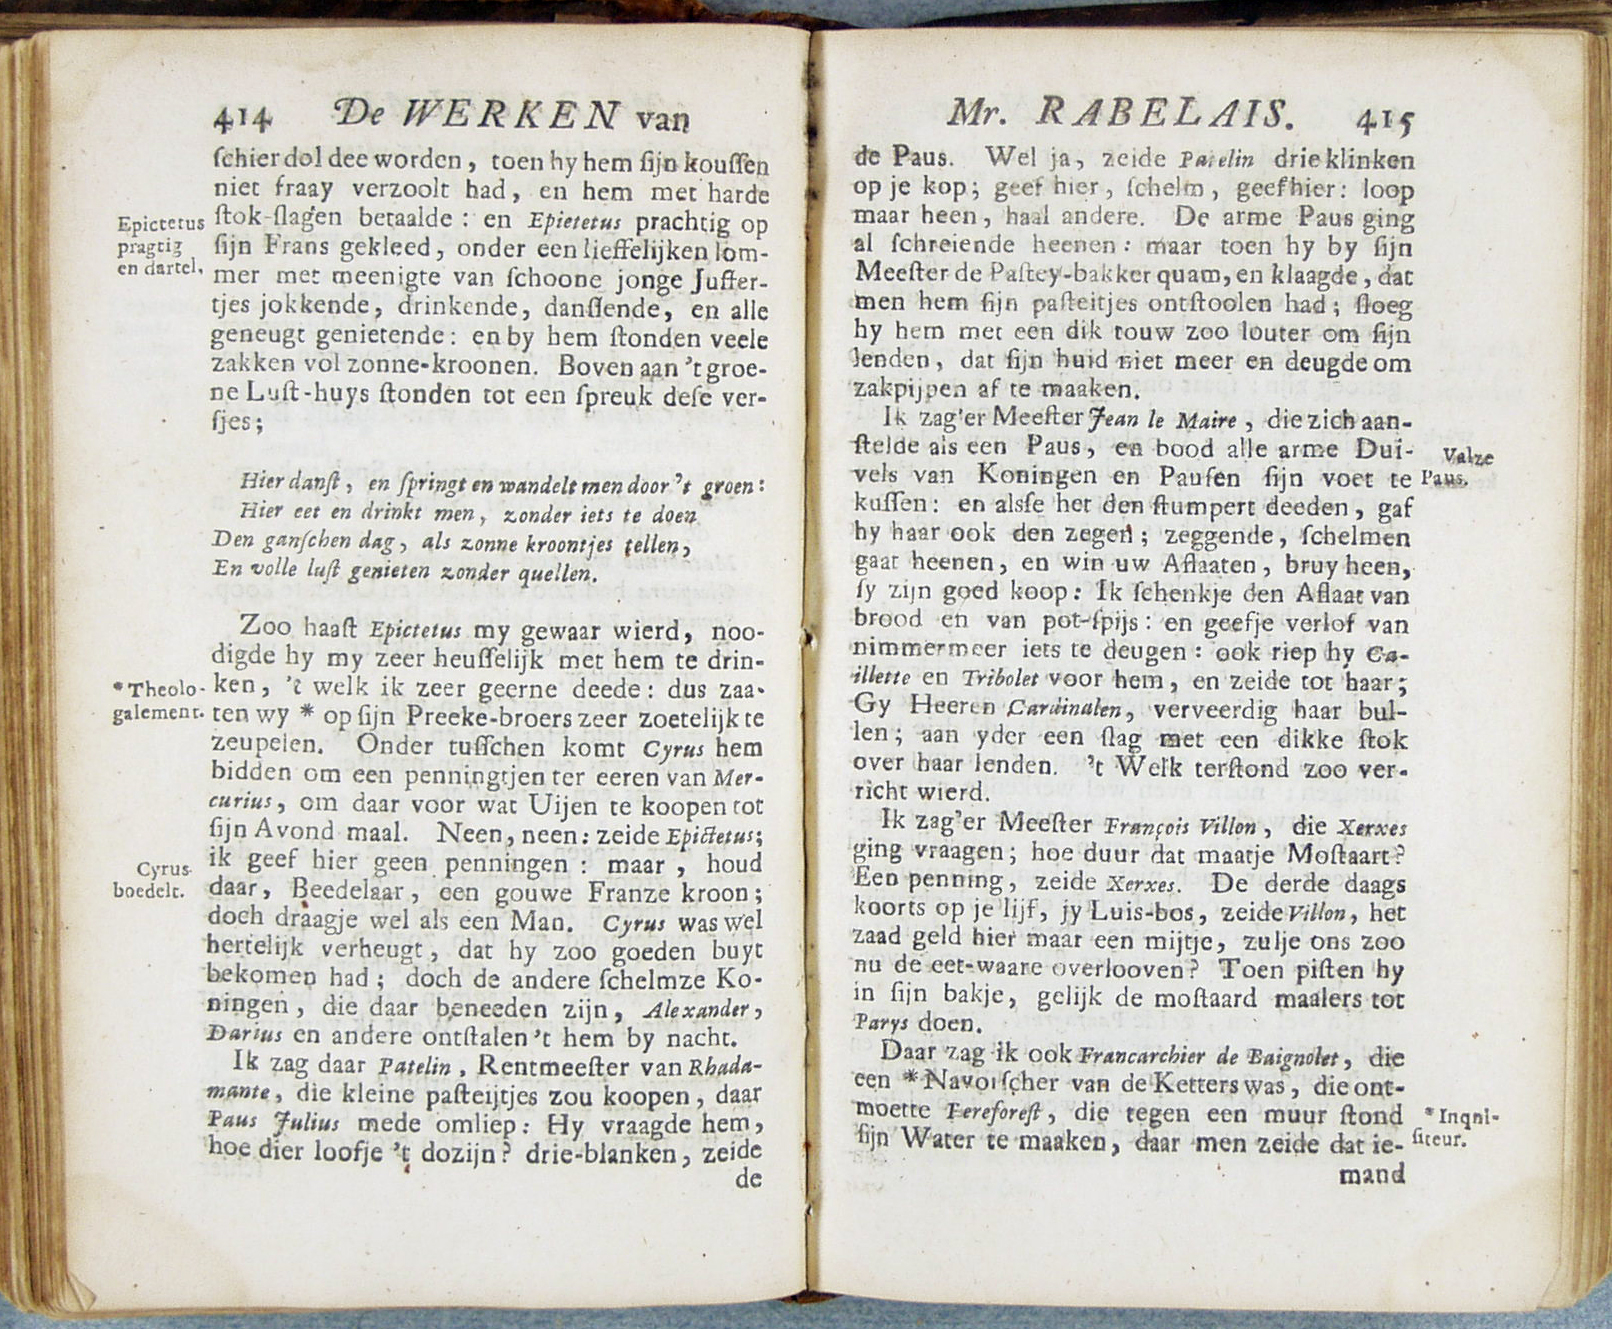 414 De WERKEN van
ſchier dol dee worden, toen hy hem ſijn kouſſen
niet fraay verzoolt had, en hem met harde
ſtok-ſlagen betaalde: en Epietetus prachtig op
ſijn Frans gekleed, onder een lieffelijken lom-
mer met meenigte van ſchoone jonge Juffer-
tjes jokkende, drinkende, danſſende, en alle
geneugt genietende: en by hem ſtonden veele
zakken vol zonne-kroonen. Boven aan 't groe-
ne Luſt-huys ſtonden tot een ſpreuk deſe ver-
ſjes;
Epictetus
pragtig
en dartel.
Hier danſt, en ſpringt en wandelt men door 't groen:
Hier eet en drinkt men, zonder iets te doen
Den ganſchen dag, als zonne kroontjes tellen,
En volle luſt genieten zonder quellen.
Zoo haaſt Epictetus my gewaar wierd, noo-
digde hy my zeer heuſſelijk met hem te drin-
ken, 't welk ik zeer geerne deede: dus zaa-
ten wy * op ſijn Preeke-broers zeer zoetelijk te
zeupelen. Onder tuſſchen komt Cyrus hem
bidden om een penningtjen ter eeren van Mer-
curius, om daar voor wat Uijen te koopen tot
ſijn Avond maal. Neen, neen: zeide Epictetus;
ik geef hier geen penningen: maar, houd
daar, Beedelaar, een gouwe Franze kroon;
doch draagje wel als een Man. Cyrus was wel
hertelijk verheugt, dat hy zoo goeden buyt
bekomen had; doch de andere ſchelmze Ko-
ningen, die daar beneeden zijn, Alexander,
Darius en andere ontſtalen 't hem by nacht.
*Theolo-
galement.
Cyrus
boedelt.
Ik zag daar Patelin, Rentmeeſter van Rhada-
mante, die kleine paſteijtjes zou koopen, daar
Paus Julius mede omliep: Hy vraagde hem,
hoe dier loofje 't dozijn? drie-blanken, zeide
de
Mr. RABELAIS. 415
de Paus. Wel ja, zeide Patelin drie klinken
op je kop; geef hier, ſchelm, geef hier: loop
maar heen, haal andere. De arme Paus ging
al ſchreiende heenen: maar toen hy by ſijn
Meeſter de Paſtey-bakker quam, en klaagde, dat
men hem ſijn paſteitjes ontſtoolen had; ſloeg
hy hem met een dik touw zoo louter om ſijn
lenden, dat ſijn huid niet meer en deugde om
zakpijpen af te maaken.
Ik zag'er Meeſter Jean le Maire, die zich aan-
ſtelde als een Paus, en bood alle arme Dui-
vels van Koningen en Pauſen ſijn voet te
kuſſen: en alsſe het den ſtumpert deeden, gaf
hy haar ook den zegen; zeggende, ſchelmen
gaat heenen, en win uw Aflaaten, bruy heen,
ſy zijn goed koop: Ik ſchenkje den Aflaat van
brood en van pot-ſpijs: en geefje verlof van
nimmermeer iets te deugen: ook riep hy Ca-
illette en Tribolet voor hem, en zeide tot haar;
Gy Heeren Cardinalen, verveerdig haar bul-
len; aan yder een ſlag met een dikke ſtok
over haar lenden. 't Welk terſtond zoo ver-
richt wierd.
Valze
Paus.
Ik zag'er Meeſter François Villon, die Xerxes
ging vraagen; hoe duur dat maatje Moſtaart?
Een penning, zeide Xerxes. De derde daags
koorts op je lijf, jy Luis-bos, zeide Villon, het
zaad geld hier maar een mijtje, zulje ons zoo
nu de eet-waare overlooven? Toen piſten hy
in ſijn bakje, gelijk de moſtaard maalers tot
Parys doen.
Daar zag ik ook Francarchier de Baignolet, die
een * Navorſcher van de Ketters was, die ont-
moette Pereforeſt, die tegen een muur ſtond
ſijn Water te maaken, daar men zeide dat ie-
mand
* Inqni-
ſiteur.